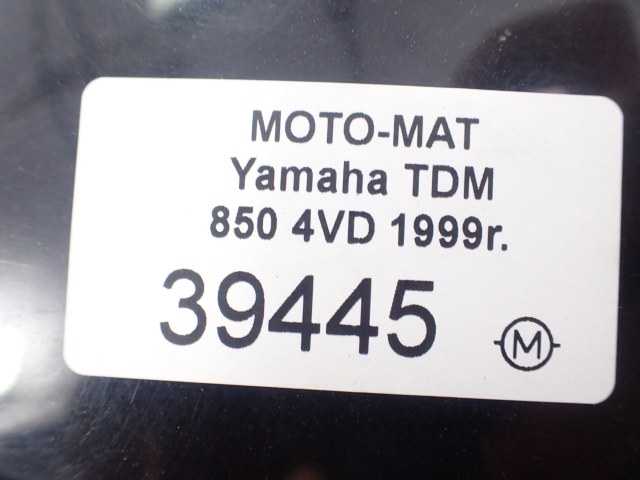 MOTO-MAT
Yamaha TDM
850 4VD 1999r.
39445
M